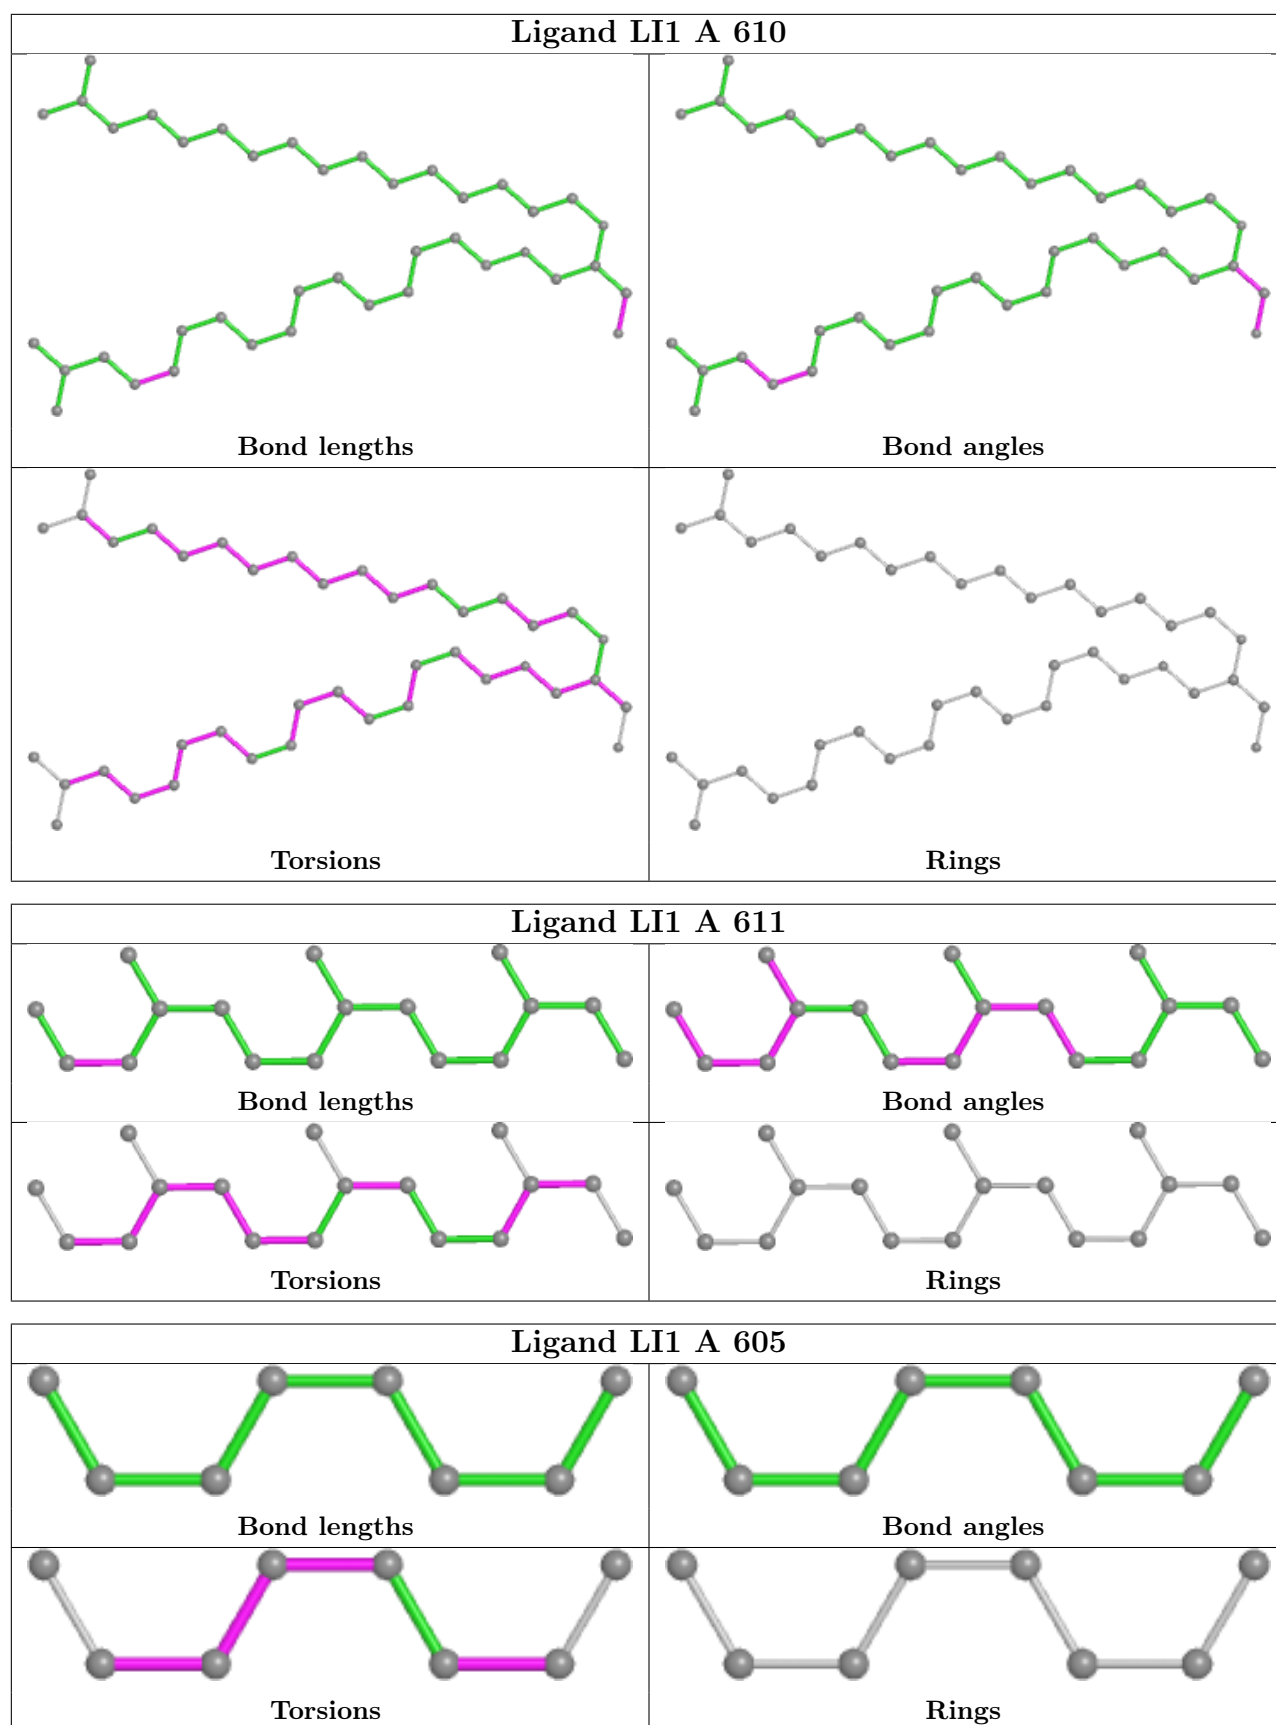 Ligand LI1 A 610
Bond lengths
Bond angles
Torsions
Rings
Ligand LI1 A 611
Bond lengths
Bond angles
Torsions
Rings
Ligand LI1 A 605
Bond lengths
Bond angles
Torsions
Rings